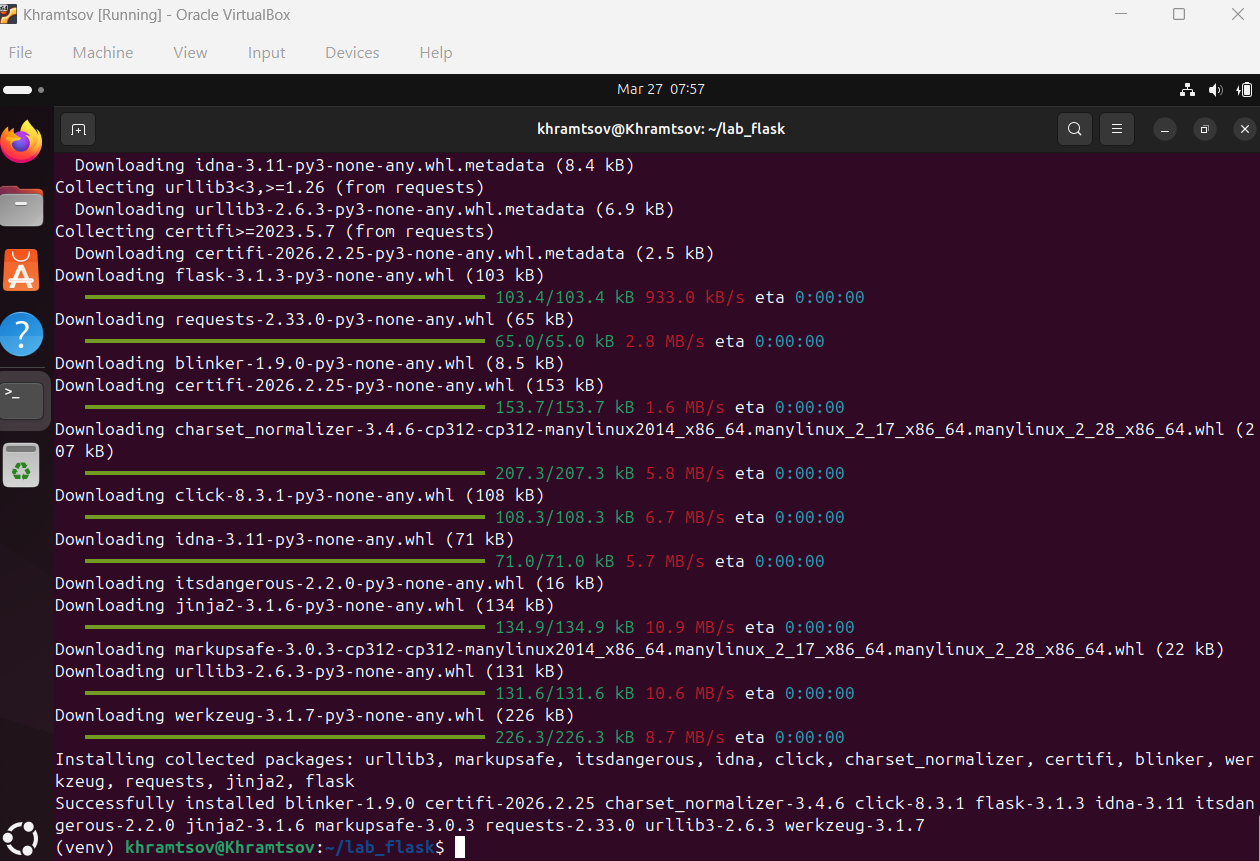 Khramtsov [Running] - Oracle VirtualBox
File Machine View Input Devices Help
Mar 27 07:57
khramtsov@Khramtsov: ~/lab_flask
Downloading idna-3.11-py3-none-any.whl.metadata (8.4 kB)
Collecting urllib3<3,>=1.26 (from requests)
Downloading urllib3-2.6.3-py3-none-any.whl.metadata (6.9 kB)
Collecting certifi>=2023.5.7 (from requests)
Downloading certifi-2026.2.25-py3-none-any.whl.metadata (2.5 kB)
Downloading flask-3.1.3-py3-none-any.whl (103 kB)
103.4/103.4 kB 933.0 kB/s eta 0:00:00
Downloading requests-2.33.0-py3-none-any.whl (65 kB)
65.0/65.0 kB 2.8 MB/s eta 0:00:00
Downloading blinker-1.9.0-py3-none-any.whl (8.5 kB)
Downloading certifi-2026.2.25-py3-none-any.whl (153 kB)
153.7/153.7 kB 1.6 MB/s eta 0:00:00
Downloading charset_normalizer-3.4.6-cp312-cp312-manylinux2014_x86_64.manylinux_2_17_x86_64.manylinux_2_28_x86_64.whl (2
07 kB)
207.3/207.3 kB 5.8 MB/s eta 0:00:00
Downloading click-8.3.1-py3-none-any.whl (108 kB)
108.3/108.3 kB 6.7 MB/s eta 0:00:00
Downloading idna-3.11-py3-none-any.whl (71 kB)
71.0/71.0 kB 5.7 MB/s eta 0:00:00
Downloading itsdangerous-2.2.0-py3-none-any.whl (16 kB)
Downloading jinja2-3.1.6-py3-none-any.whl (134 kB)
134.9/134.9 kB 10.9 MB/s eta 0:00:00
Downloading markupsafe-3.0.3-cp312-cp312-manylinux2014_x86_64.manylinux_2_17_x86_64.manylinux_2_28_x86_64.whl (22 kB)
Downloading urllib3-2.6.3-py3-none-any.whl (131 kB)
131.6/131.6 kB 10.6 MB/s eta 0:00:00
Downloading werkzeug-3.1.7-py3-none-any.whl (226 kB)
226.3/226.3 kB 8.7 MB/s eta 0:00:00
Installing collected packages: urllib3, markupsafe, itsdangerous, idna, click, charset_normalizer, certifi, blinker, wer
kzeug, requests, jinja2, flask
Successfully installed blinker-1.9.0 certifi-2026.2.25 charset_normalizer-3.4.6 click-8.3.1 flask-3.1.3 idna-3.11 itsdan
gerous-2.2.0 jinja2-3.1.6 markupsafe-3.0.3 requests-2.33.0 urllib3-2.6.3 werkzeug-3.1.7
(venv) khramtsov@Khramtsov:~/lab_flask$